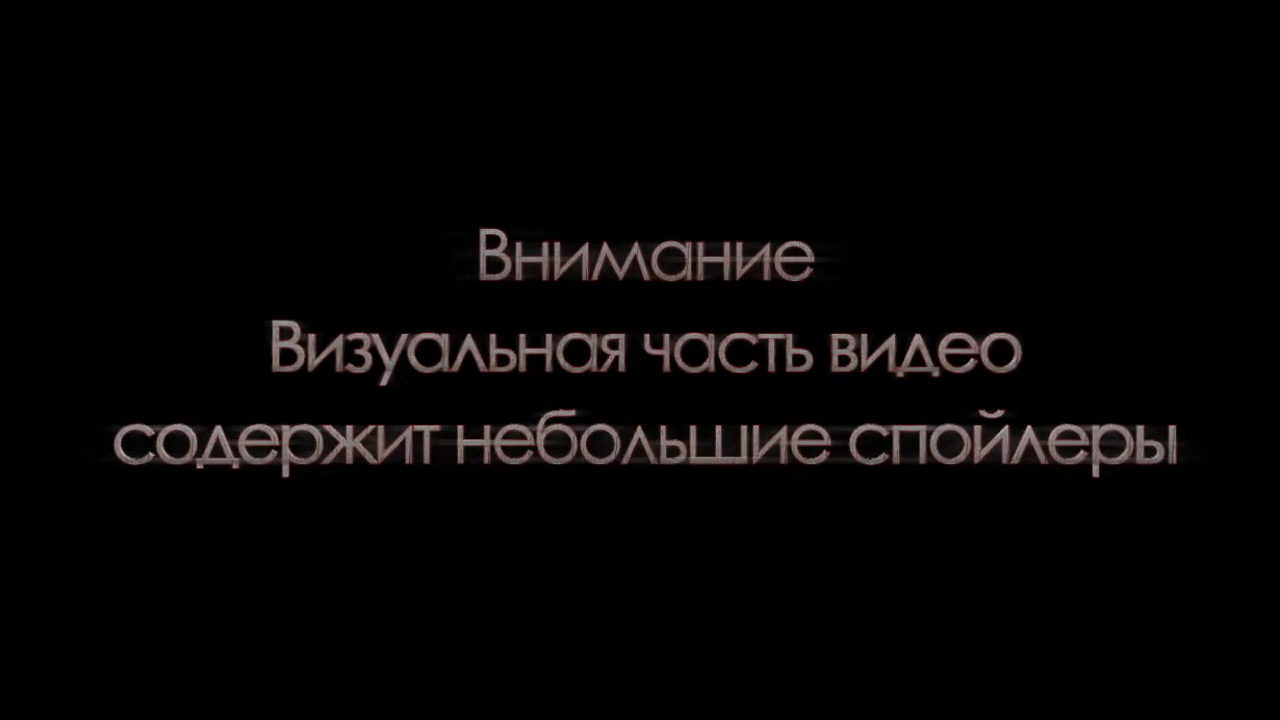 Внимание
Визуальная часть видео
содержит небольшие спойлеры